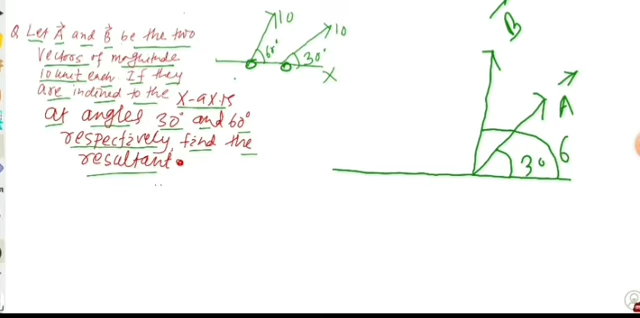 Q. Let A and B be the two
vectors of magnitude
10 unit each. If they
are inclined to the X-axis
at angles 30° and 60°
respectively, find the
resultant.
10
60°
10
30°
X
B
A
30
6